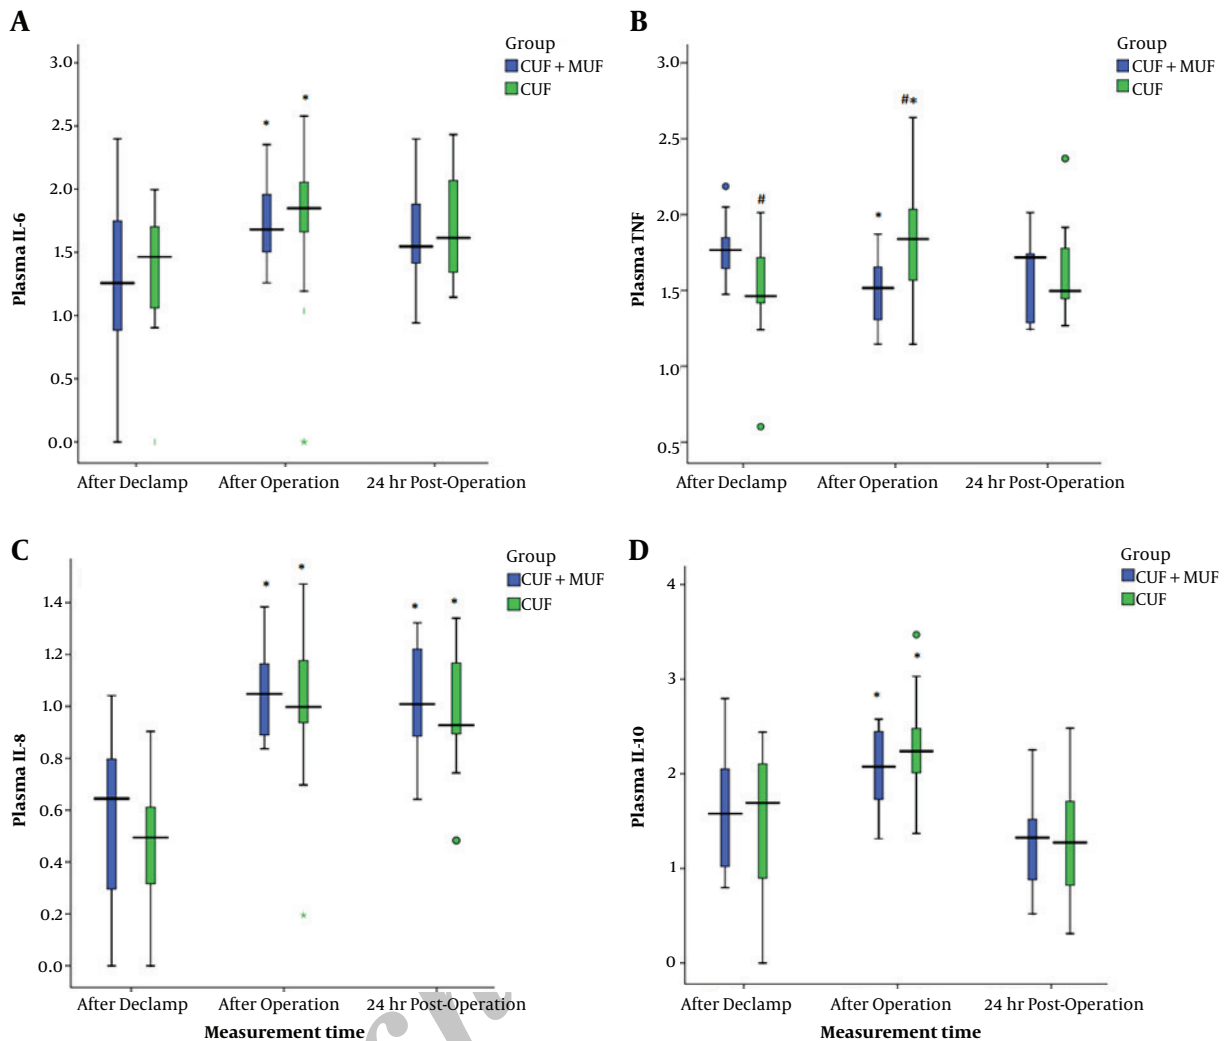 A
Group
CUF + MUF
CUF
3.0
2.5
2.0
1.5
1.0
0.5
0.0
Plasma IL-6
*
*
*
After Declamp
After Operation
24 hr Post-Operation
B
Group
CUF + MUF
CUF
3.0
2.5
2.0
1.5
1.0
0.5
Plasma TNF
#
*
#*
After Declamp
After Operation
24 hr Post-Operation
C
Group
CUF + MUF
CUF
1.4
1.2
1.0
0.8
0.6
0.4
0.2
0.0
Plasma IL-8
*
*
*
*
*
After Declamp
After Operation
24 hr Post-Operation
Measurement time
D
Group
CUF + MUF
CUF
4
3
2
1
0
Plasma IL-10
*
*
After Declamp
After Operation
24 hr Post-Operation
Measurement time